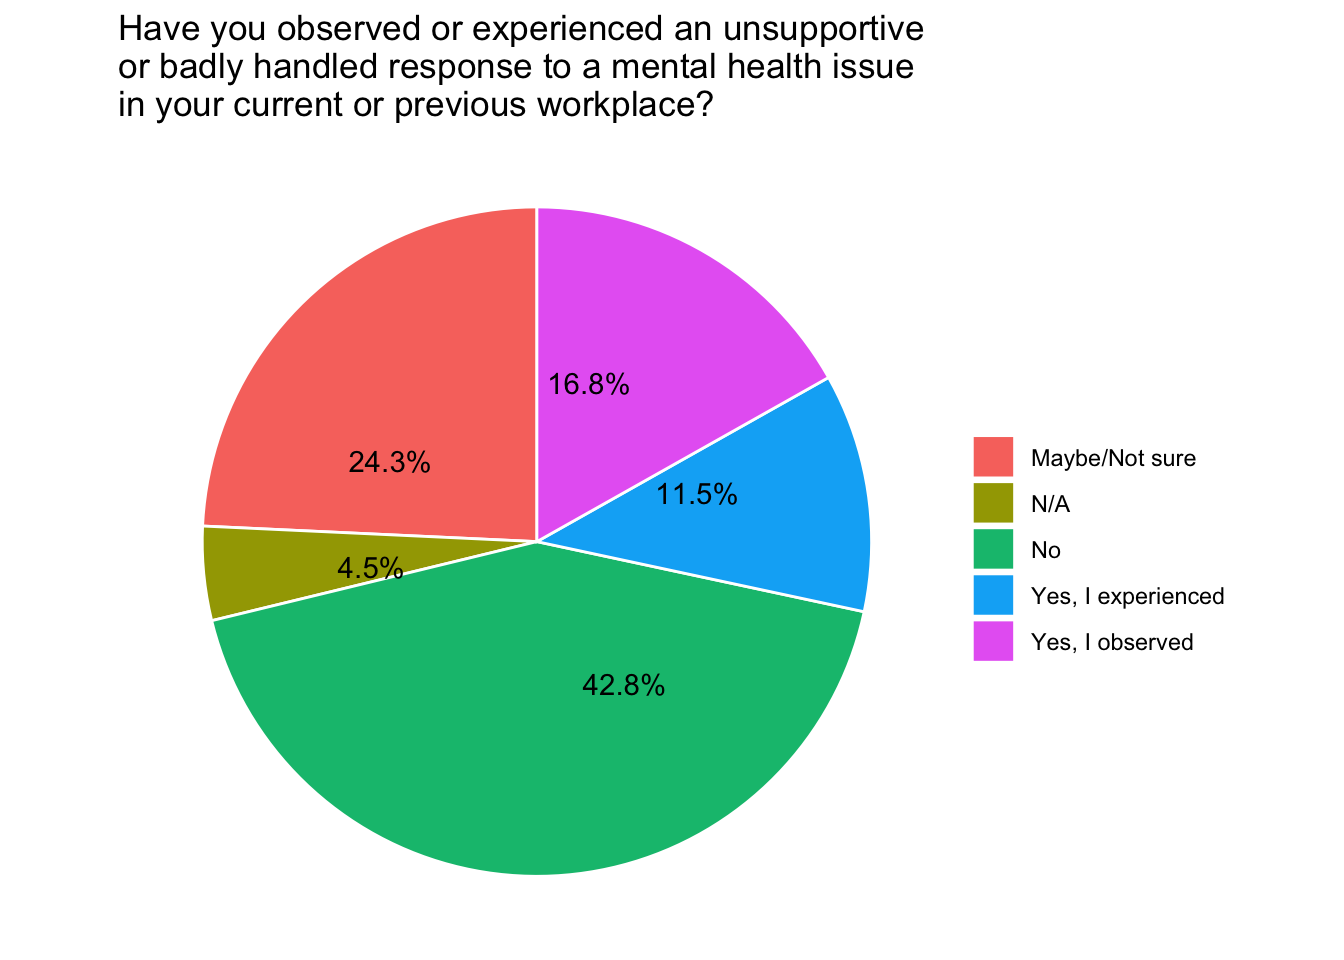 Have you observed or experienced an unsupportive
or badly handled response to a mental health issue
in your current or previous workplace?
16.8%
24.3%
11.5%
4.5%
42.8%
Maybe/Not sure
N/A
No
Yes, I experienced
Yes, I observed